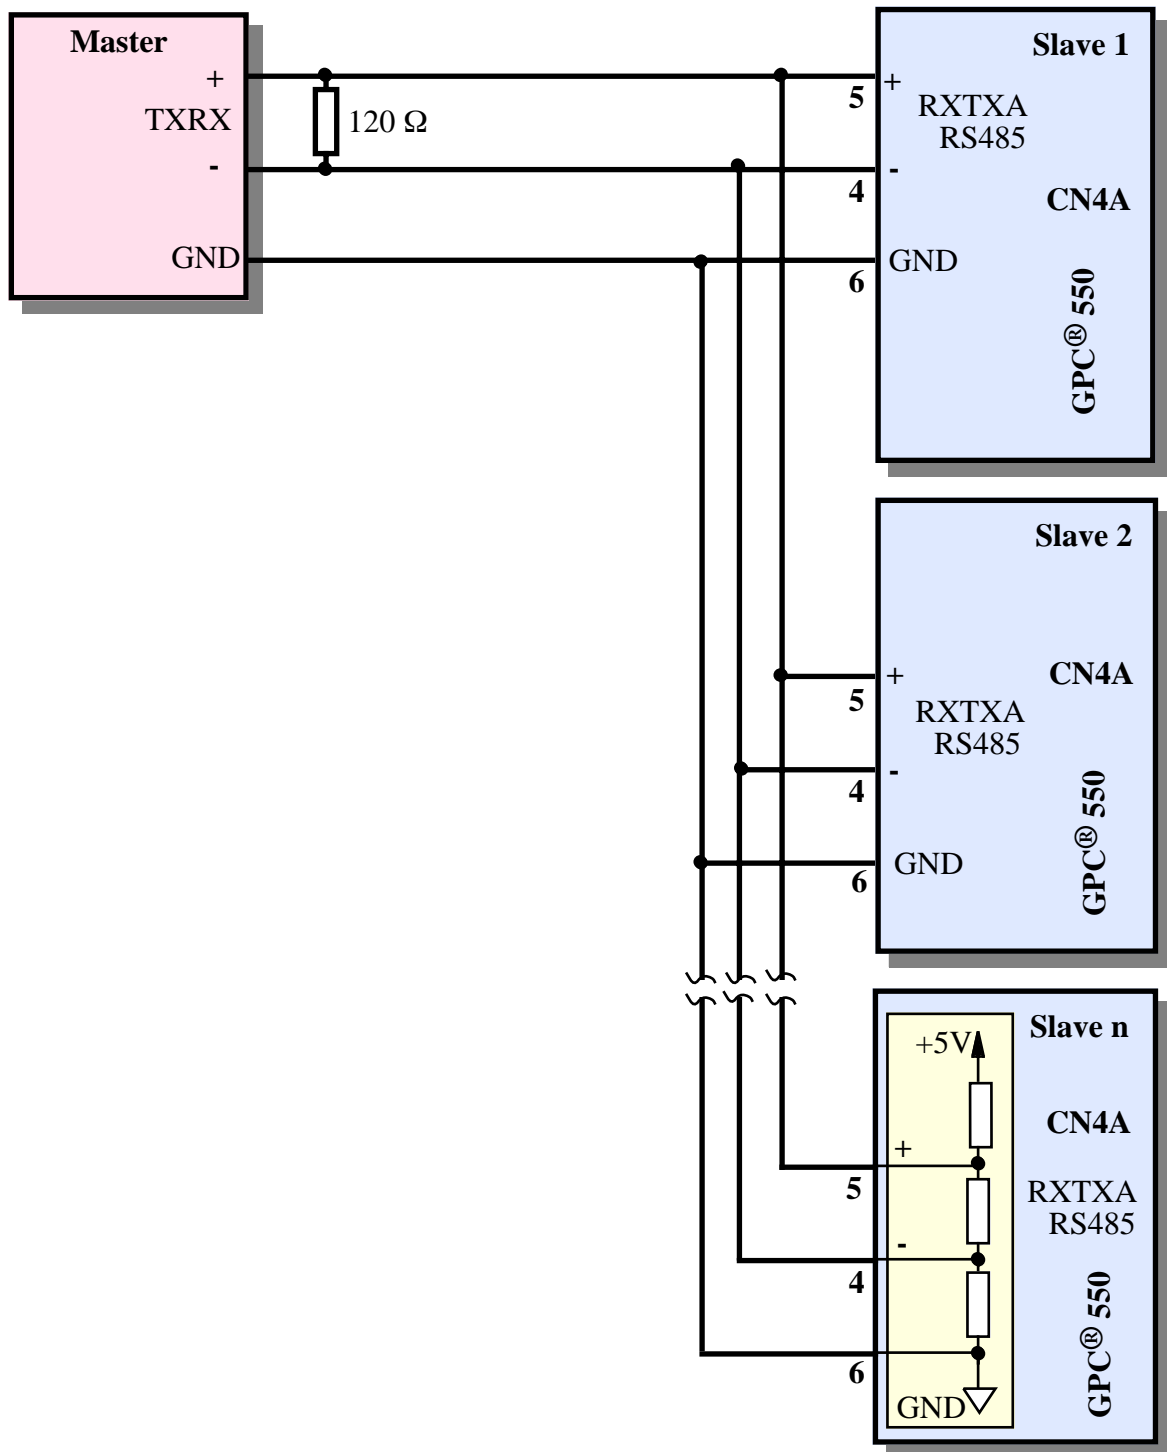 Master
+
TXRX
-
GND
120 Ω
Slave 1
5
+
RXTXA
RS485
4
-
CN4A
6
GND
GPC® 550
Slave 2
5
+
CN4A
RXTXA
RS485
4
-
6
GND
GPC® 550
Slave n
+5V
CN4A
+
5
RXTXA
RS485
-
4
6
GND
GPC® 550